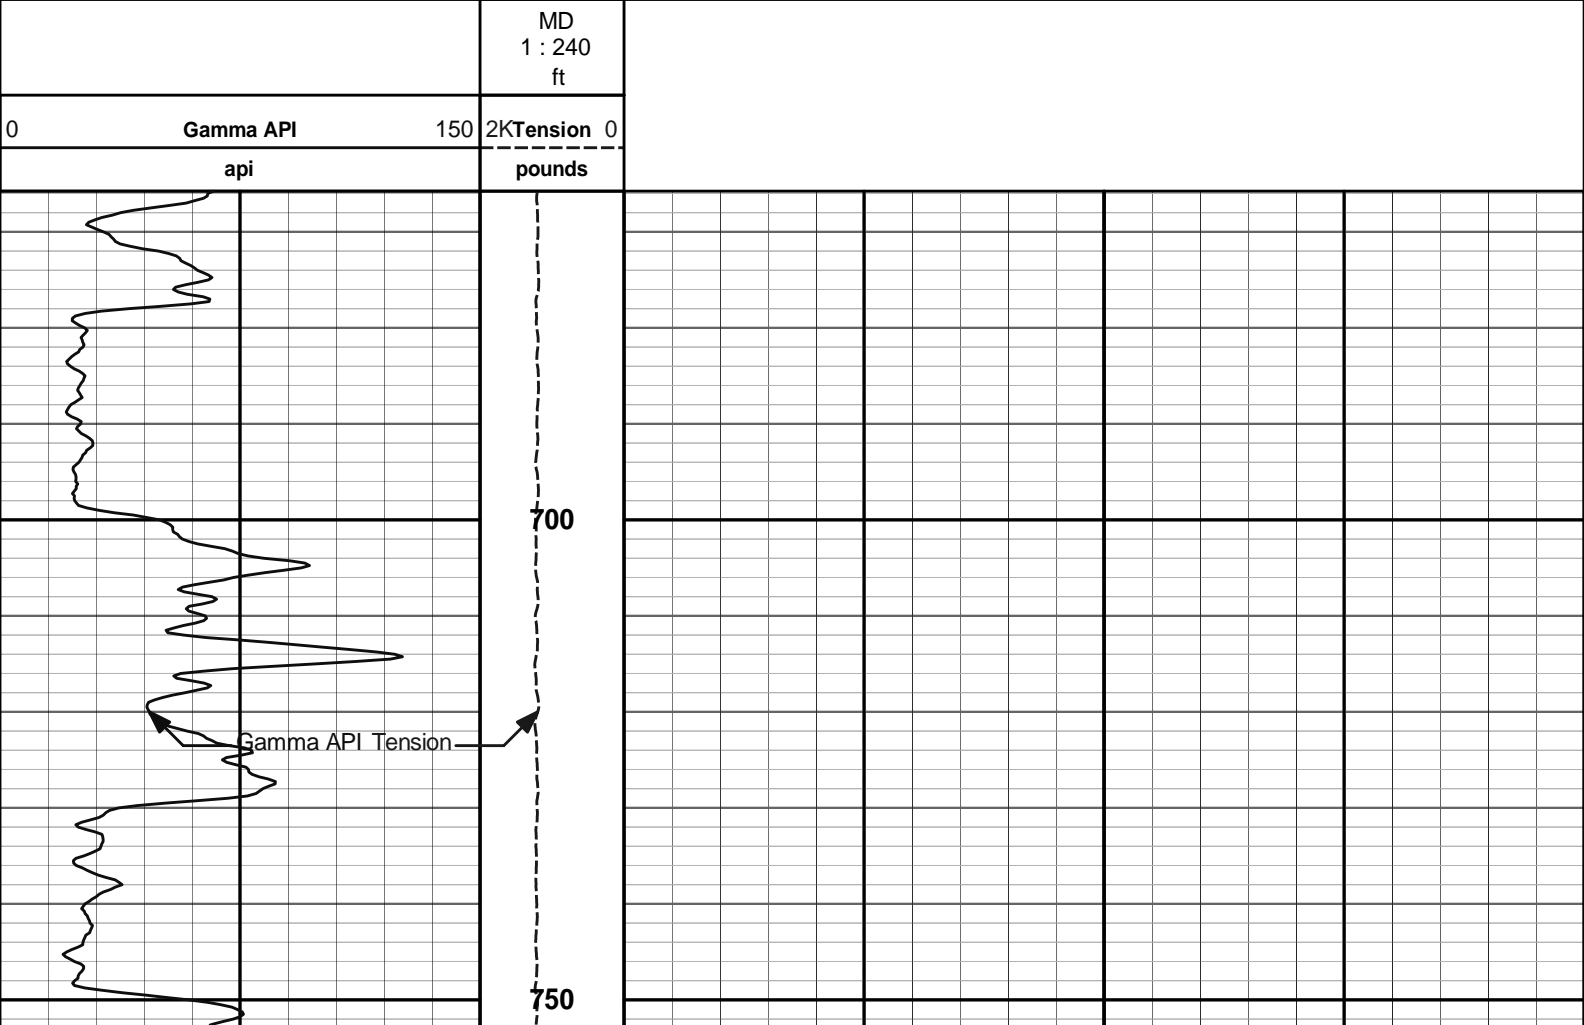 MD
1 : 240
ft
0 Gamma API 150 2K Tension 0
api pounds
700
Gamma API Tension
750